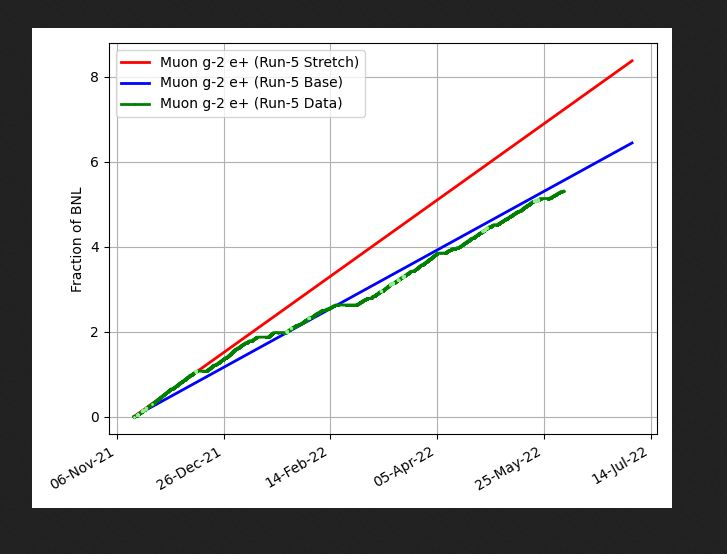 Muon g-2 e+ (Run-5 Stretch)
Muon g-2 e+ (Run-5 Base)
Muon g-2 e+ (Run-5 Data)
Fraction of BNL
8
6
4
2
0
06-Nov-21
26-Dec-21
14-Feb-22
05-Apr-22
25-May-22
14-Jul-22